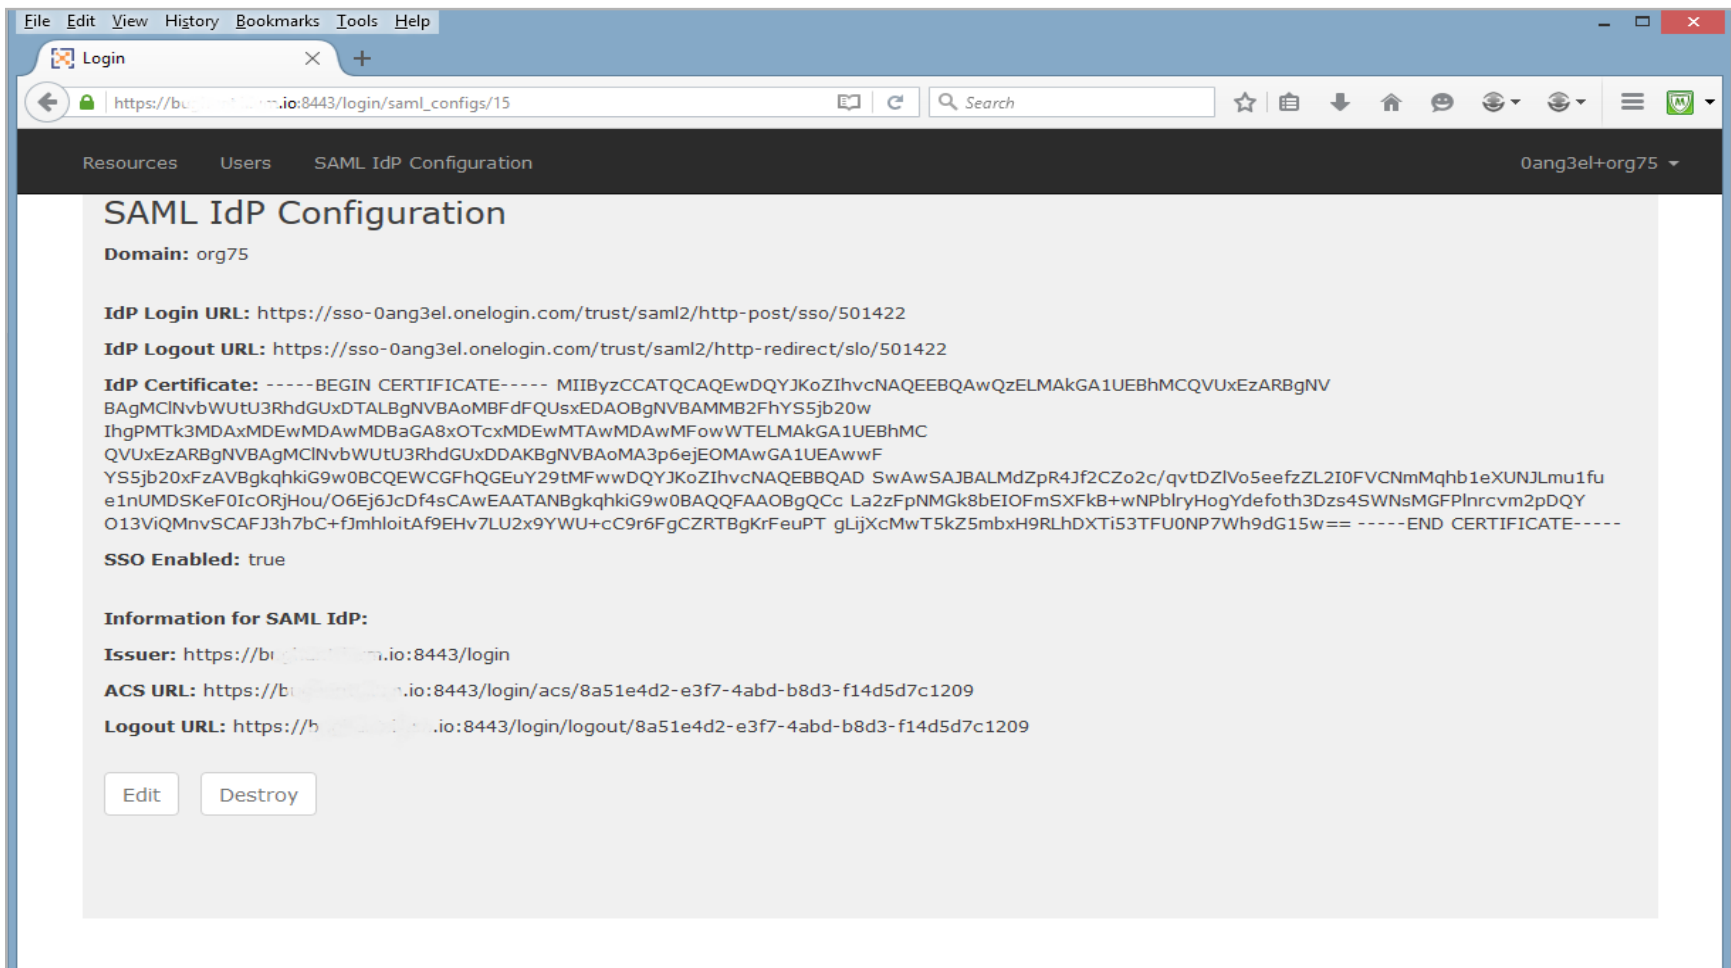 File Edit View History Bookmarks Tools Help
Login
https://bu .io:8443/login/saml_configs/15
Search
Resources Users SAML IdP Configuration 0ang3el+org75
SAML IdP Configuration
Domain: org75
IdP Login URL: https://sso-0ang3el.onelogin.com/trust/saml2/http-post/sso/501422
IdP Logout URL: https://sso-0ang3el.onelogin.com/trust/saml2/http-redirect/slo/501422
IdP Certificate: -----BEGIN CERTIFICATE----- MIIByzCCATQCAQEwDQYJKoZIhvcNAQEEBQAwQzELMAkGA1UEBhMCQVUxEzARBgNV
BAgMClNvbWUtU3RhdGUxDTALBgNVBAoMBFdFQUsxEDAOBgNVBAMMB2FhYS5jb20w
IhgPMTk3MDAxMDEwMDAwMDBaGA8xOTcxMDEwMTAwMDAwMFowWTELMAkGA1UEBhMC
QVUxEzARBgNVBAgMClNvbWUtU3RhdGUxDDAKBgNVBAoMA3p6ejEOMAwGA1UEAwwF
YS5jb20xFzAVBgkqhkiG9w0BCQEWCGFhQGEuY29tMFwwDQYJKoZIhvcNAQEBBQAD SwAwSAJBALMdZpR4Jf2CZo2c/qvtDZlVo5eefzZL2I0FVCNmMqhb1eXUNJLmu1fu
e1nUMDSKeF0IcORjHou/O6Ej6JcDf4sCAwEAATANBgkqhkiG9w0BAQQFAAOBgQCc La2zFpNMGk8bEIOFmSXFkB+wNPblryHogYdefoth3Dzs4SWNsMGFPlnrcvm2pDQY
O13ViQMnvSCAFJ3h7bC+fJmhloitAf9EHv7LU2x9YWU+cC9r6FgCZRTBgKrFeuPT gLijXcMwT5kZ5mbxH9RLhDXTi53TFU0NP7Wh9dG15w== -----END CERTIFICATE-----
SSO Enabled: true
Information for SAML IdP:
Issuer: https://b .io:8443/login
ACS URL: https://b .io:8443/login/acs/8a51e4d2-e3f7-4abd-b8d3-f14d5d7c1209
Logout URL: https://b .io:8443/login/logout/8a51e4d2-e3f7-4abd-b8d3-f14d5d7c1209
Edit Destroy